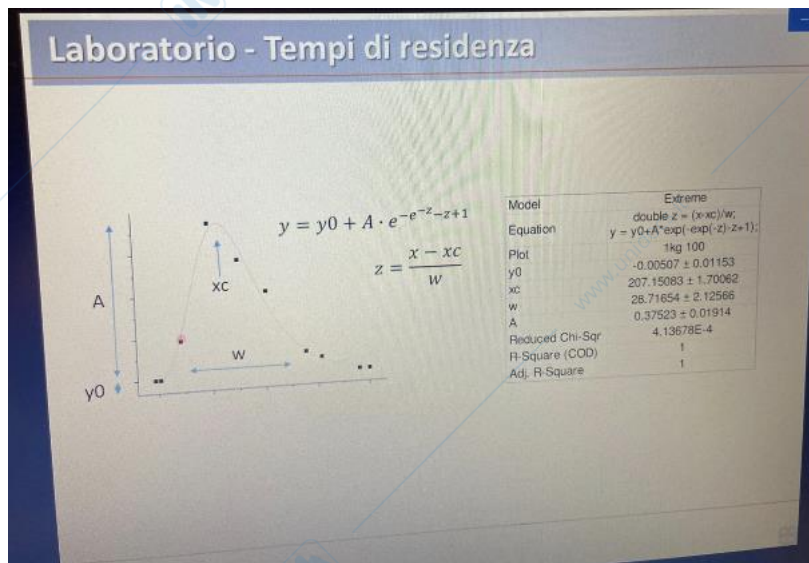 Laboratorio - Tempi di residenza
y = y0 + A · e^{-e^{-z}-z+1}
z = \frac{x - xc}{w}
A
xc
w
y0
Model Extreme
Equation double z = (x-xc)/w;
y = y0+A*exp(-exp(-z)-z+1);
Plot 1kg 100
y0 -0.00507 ± 0.01153
xc 207.15083 ± 1.70062
w 28.71654 ± 2.12566
A 0.37523 ± 0.01914
Reduced Chi-Sqr 4.13678E-4
R-Square (COD) 1
Adj. R-Square 1